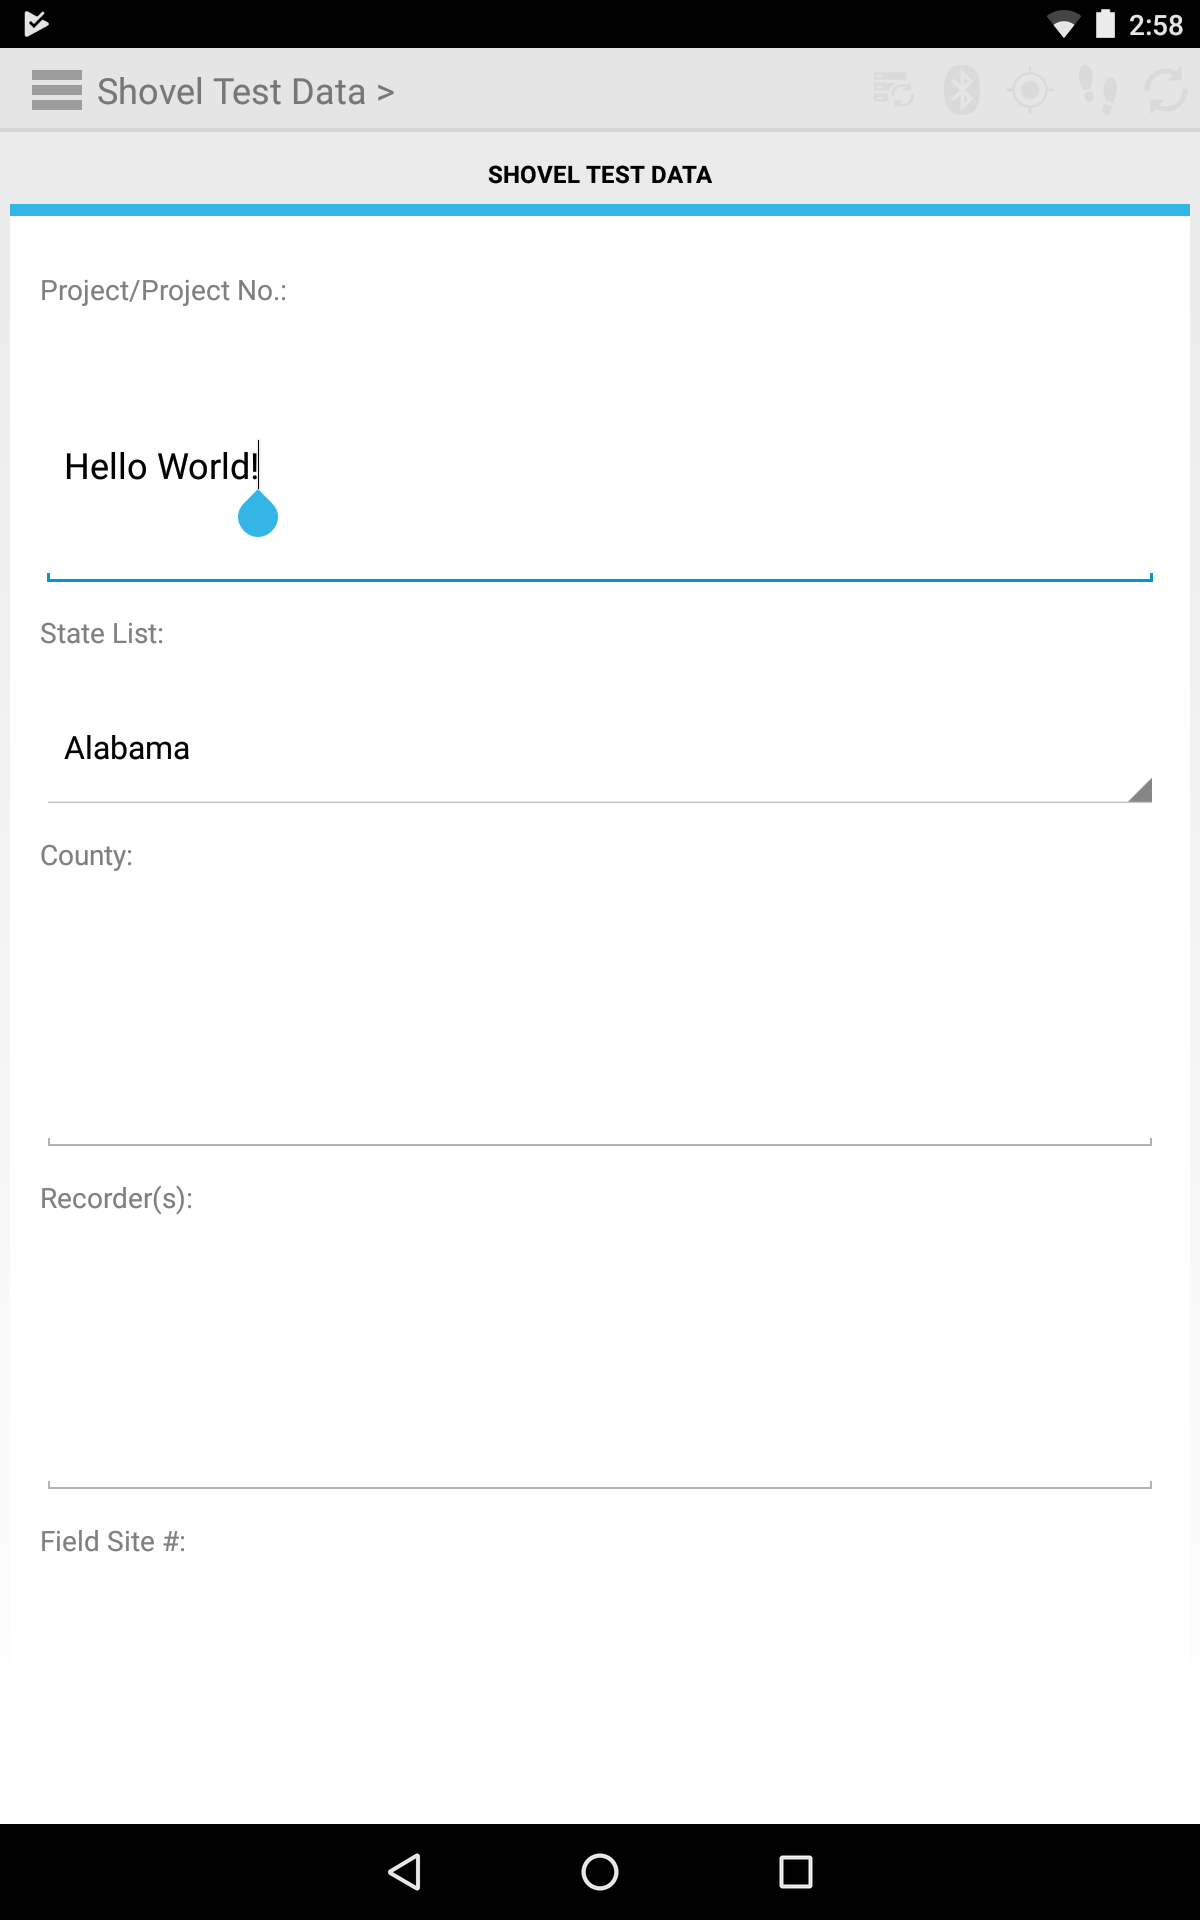 2:58
Shovel Test Data >
SHOVEL TEST DATA
Project/Project No.:
Hello World!
State List:
Alabama
County:
Recorder(s):
Field Site #: